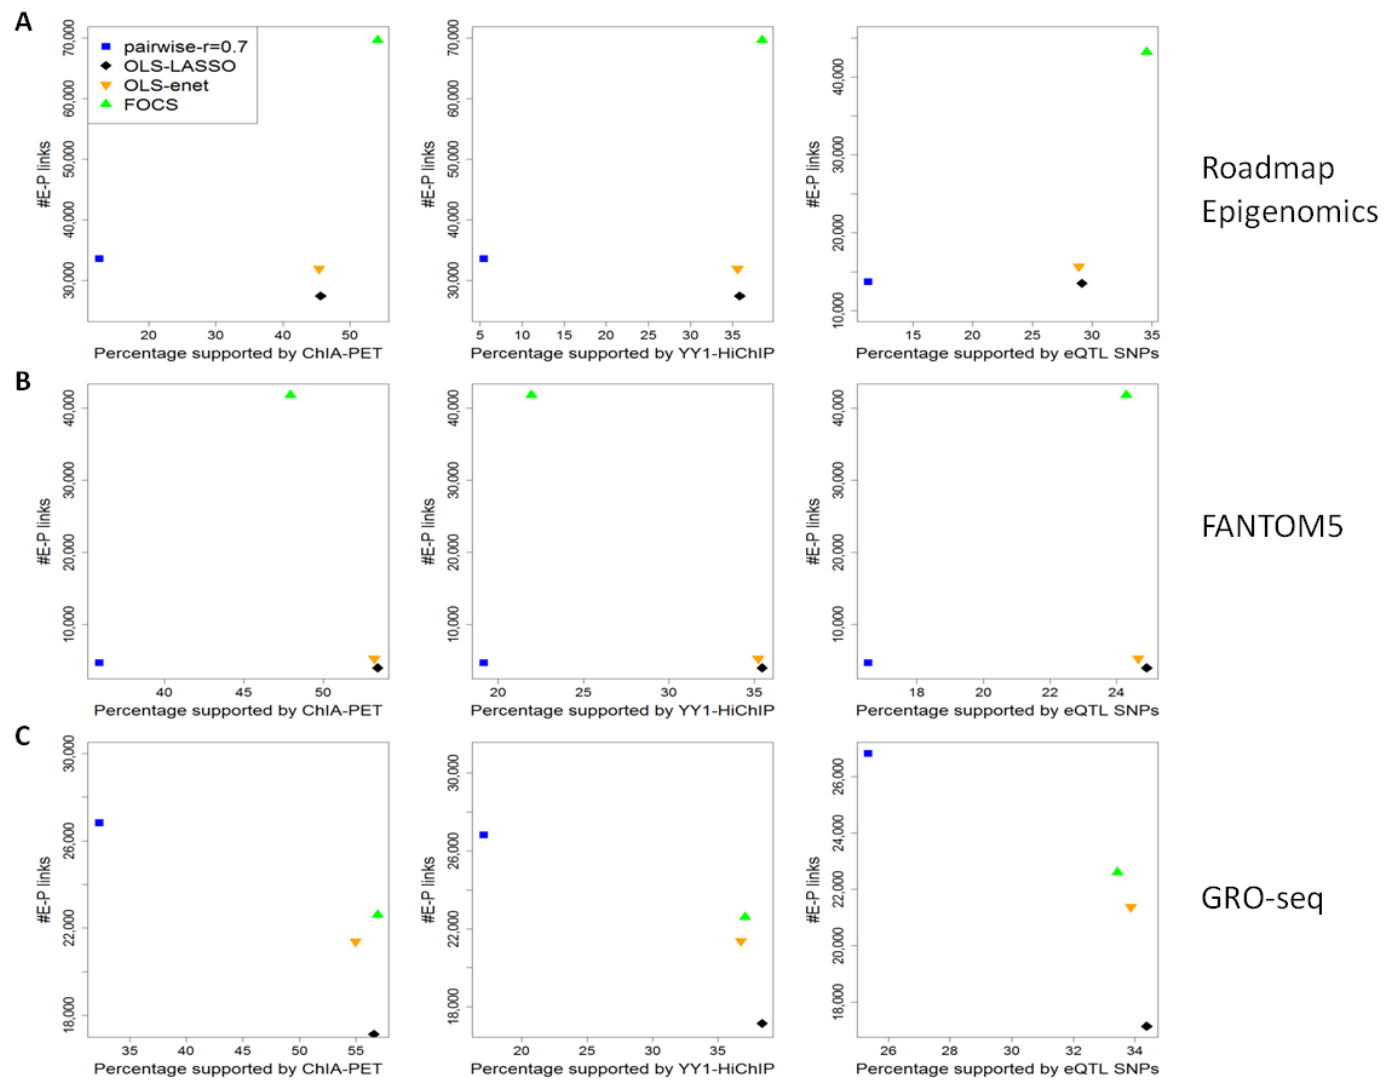 A
pairwise-r=0.7
OLS-LASSO
OLS-enet
FOCS
#E-P links
70,000
60,000
50,000
40,000
30,000
20 30 40 50
Percentage supported by ChIA-PET
#E-P links
70,000
60,000
50,000
40,000
30,000
5 10 15 20 25 30 35
Percentage supported by YY1-HiChIP
#E-P links
40,000
30,000
20,000
10,000
15 20 25 30 35
Percentage supported by eQTL SNPs
Roadmap
Epigenomics
B
#E-P links
40,000
30,000
20,000
10,000
40 45 50
Percentage supported by ChIA-PET
#E-P links
40,000
30,000
20,000
10,000
20 25 30 35
Percentage supported by YY1-HiChIP
#E-P links
40,000
30,000
20,000
10,000
18 20 22 24
Percentage supported by eQTL SNPs
FANTOM5
C
#E-P links
30,000
26,000
22,000
18,000
35 40 45 50 55
Percentage supported by ChIA-PET
#E-P links
30,000
26,000
22,000
18,000
20 25 30 35
Percentage supported by YY1-HiChIP
#E-P links
26,000
24,000
22,000
20,000
18,000
26 28 30 32 34
Percentage supported by eQTL SNPs
GRO-seq